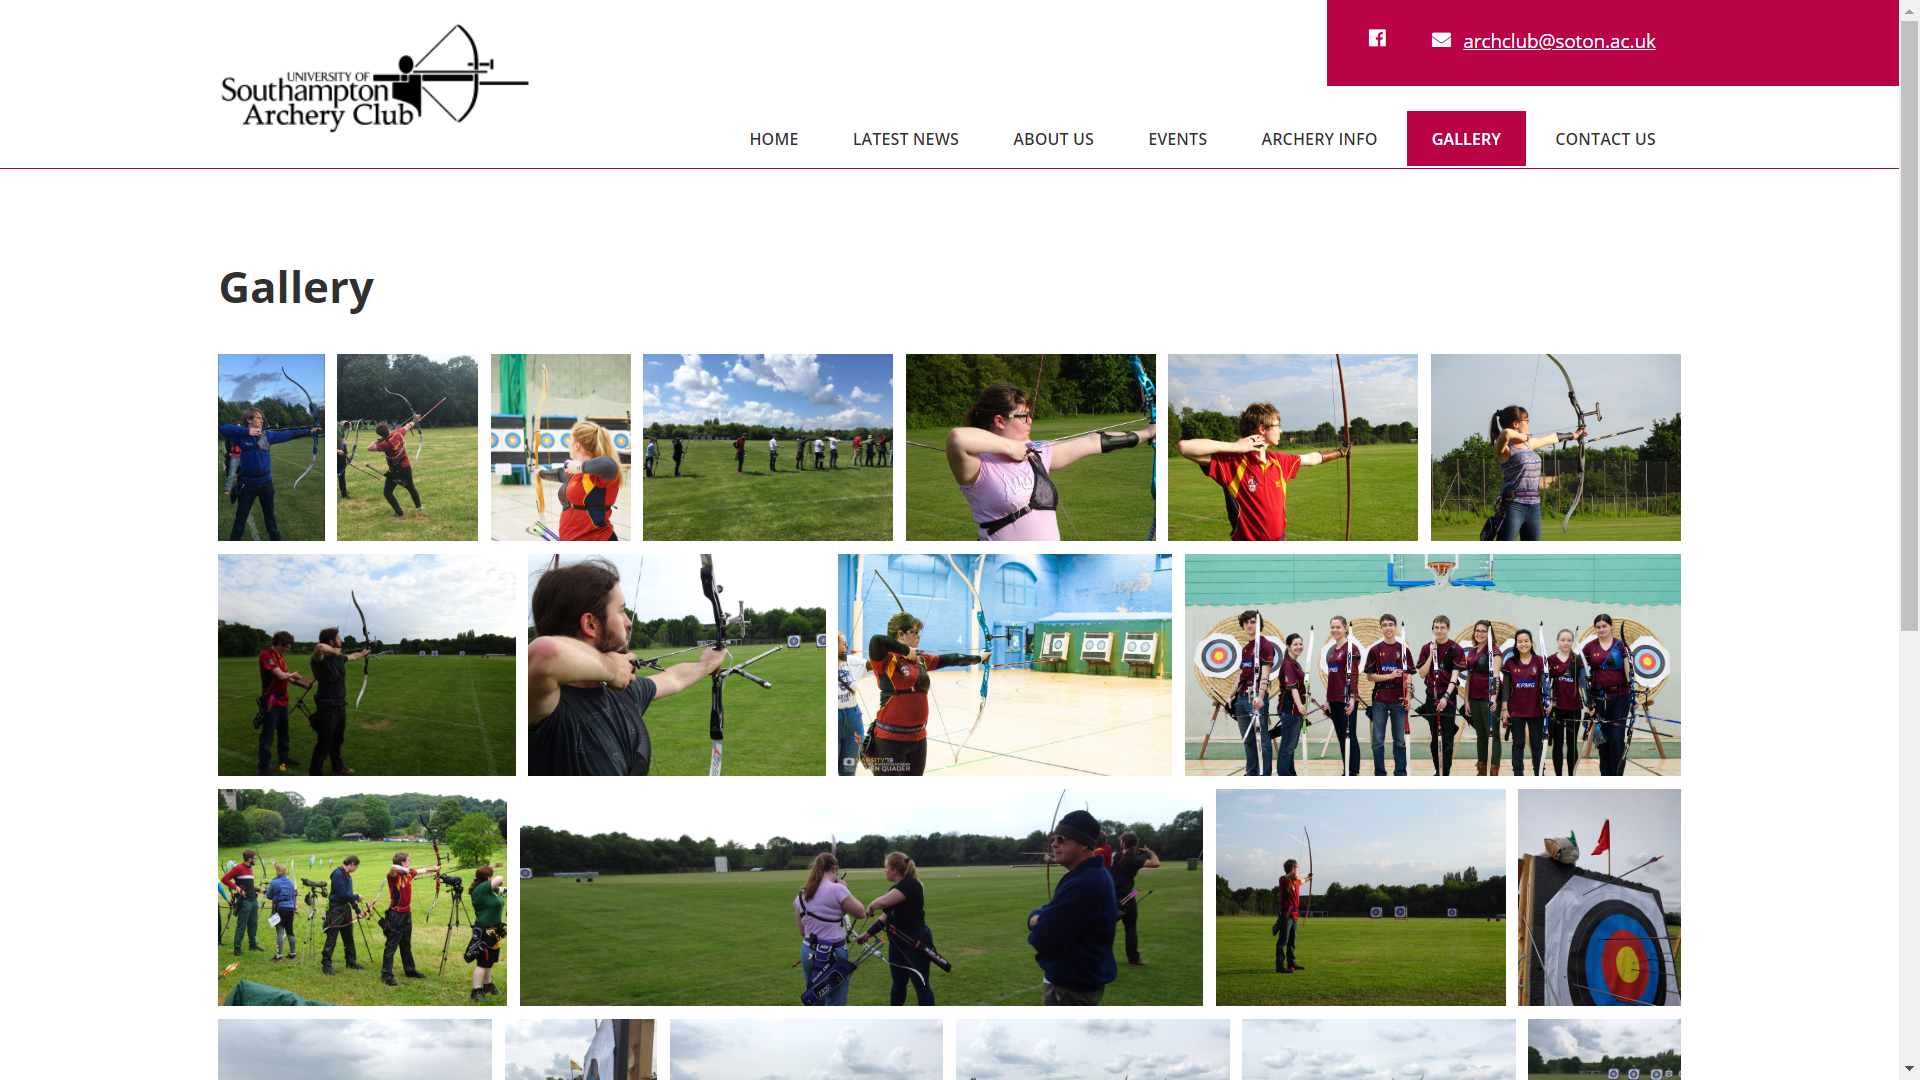 UNIVERSITY OF
Southampton
Archery Club
archclub@soton.ac.uk
HOME LATEST NEWS ABOUT US EVENTS ARCHERY INFO GALLERY CONTACT US
Gallery
KPMG
KPMG